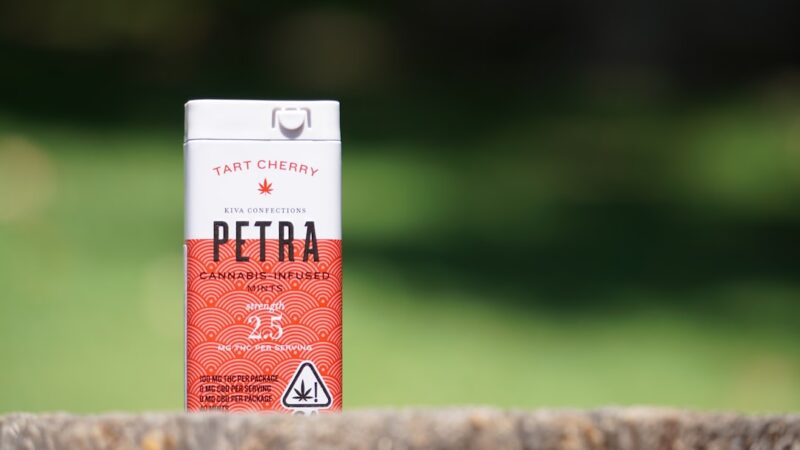 TART CHERRY
KIVA CONFECTIONS
PETRA
CANNABIS-INFUSED
MINTS
strength
2.5
MG THC PER SERVING
100 MG THC PER PACKAGE
0 MG CBD PER SERVING
0 MG CBD PER PACKAGE
!